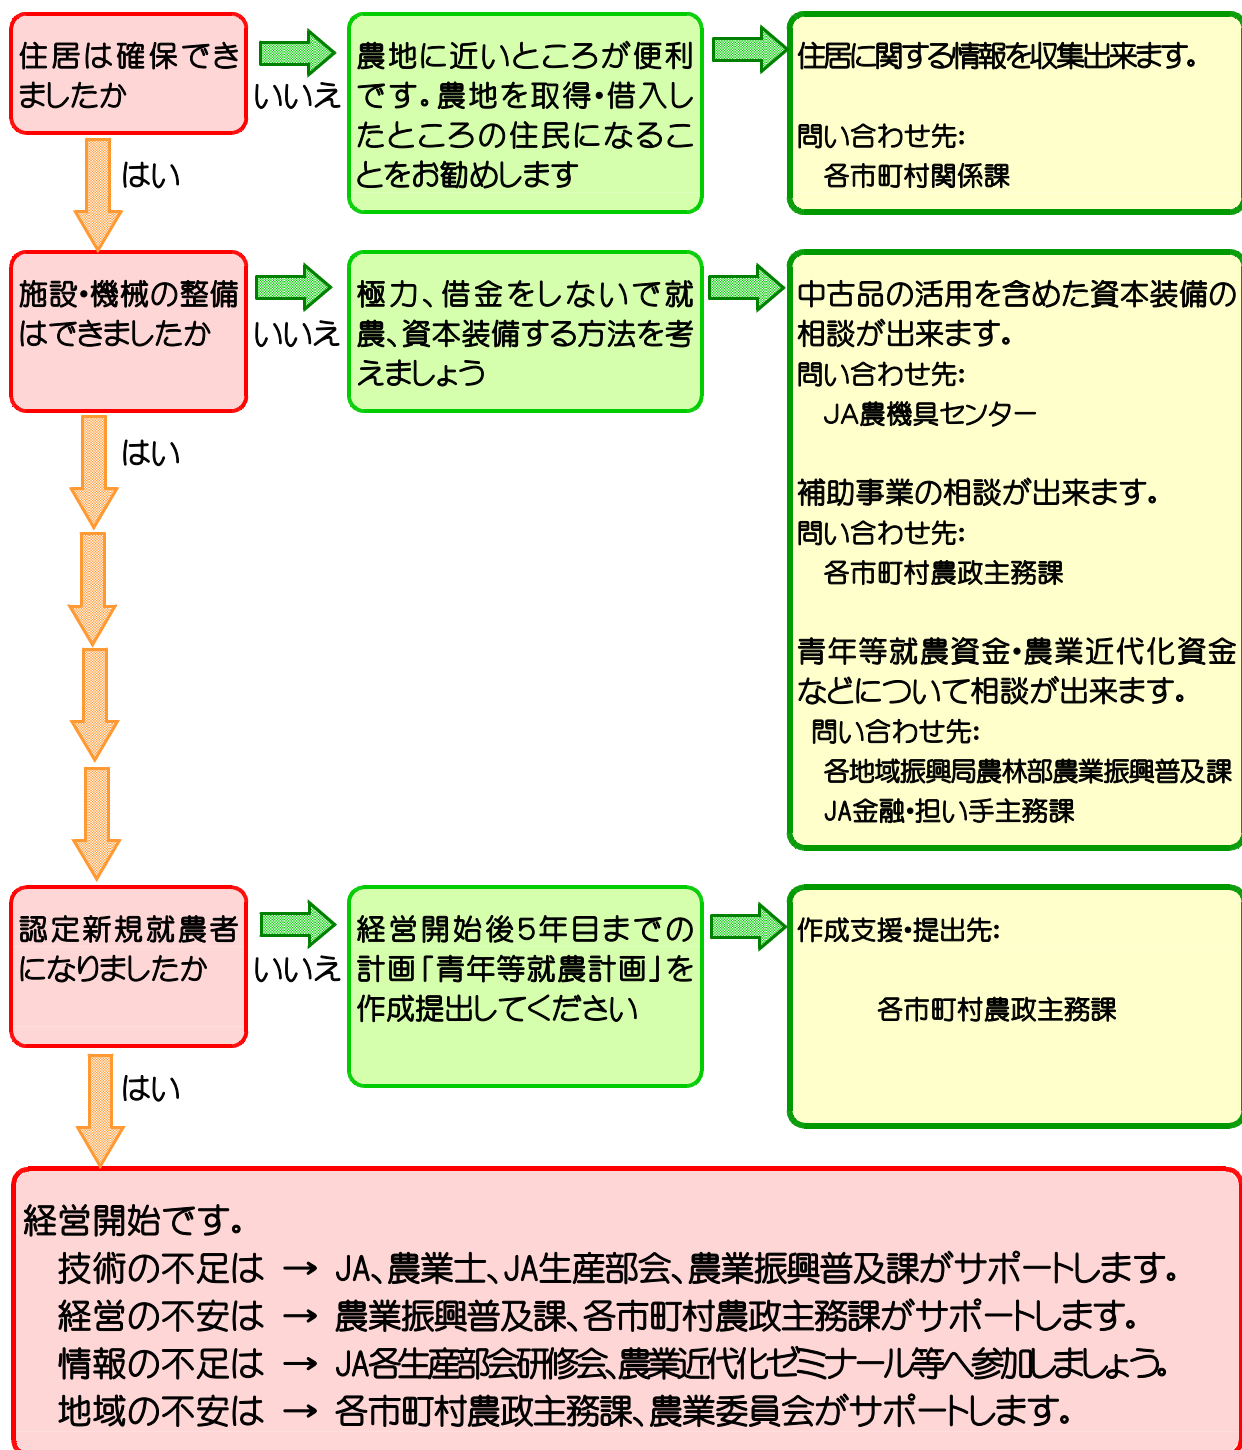 住居は確保でき
ましたか
いいえ
農地に近いところが便利
です。農地を取得・借入し
たところの住民になるこ
とをお勧めします
住居に関する情報を収集出来ます。
問い合わせ先:
各市町村関係課
はい
施設・機械の整備
はできましたか
いいえ
極力、借金をしないで就
農、資本装備する方法を考
えましょう
中古品の活用を含めた資本装備の
相談が出来ます。
問い合わせ先:
JA農機具センター
補助事業の相談が出来ます。
問い合わせ先:
各市町村農政主務課
青年等就農資金・農業近代化資金
などについて相談が出来ます。
問い合わせ先:
各地域振興局農林部農業振興普及課
JA金融・担い手主務課
はい
認定新規就農者
になりましたか
いいえ
経営開始後5年目までの
計画「青年等就農計画」を
作成提出してください
作成支援・提出先:
各市町村農政主務課
はい
経営開始です。
技術の不足は → JA、農業士、JA生産部会、農業振興普及課がサポートします。
経営の不安は → 農業振興普及課、各市町村農政主務課がサポートします。
情報の不足は → JA各生産部会研修会、農業近代化ゼミナール等へ参加しましょう。
地域の不安は → 各市町村農政主務課、農業委員会がサポートします。